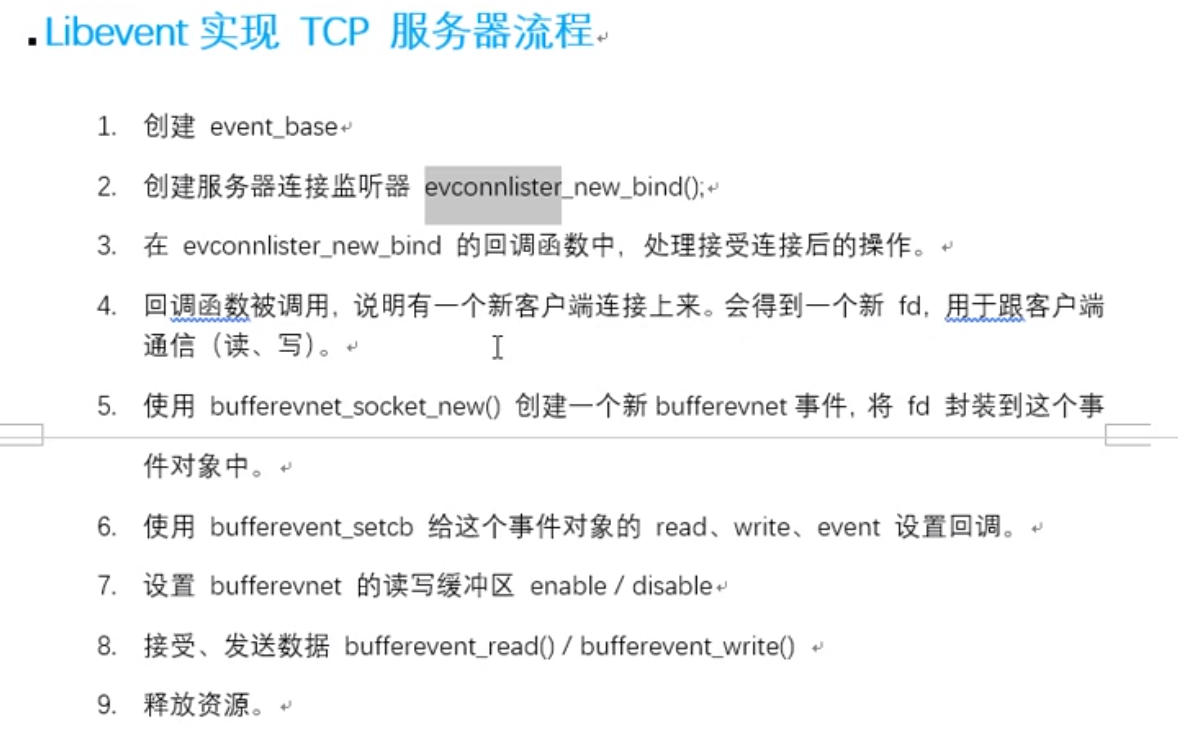 Libevent 实现 TCP 服务器流程
1. 创建 event_base
2. 创建服务器连接监听器 evconnlister_new_bind();
3. 在 evconnlister_new_bind 的回调函数中，处理接受连接后的操作。
4. 回调函数被调用，说明有一个新客户端连接上来。会得到一个新 fd，用于跟客户端
通信（读、写）。
5. 使用 bufferevnet_socket_new() 创建一个新 bufferevnet 事件，将 fd 封装到这个事
件对象中。
6. 使用 bufferevent_setcb 给这个事件对象的 read、write、event 设置回调。
7. 设置 bufferevnet 的读写缓冲区 enable / disable
8. 接受、发送数据 bufferevent_read() / bufferevent_write()
9. 释放资源。